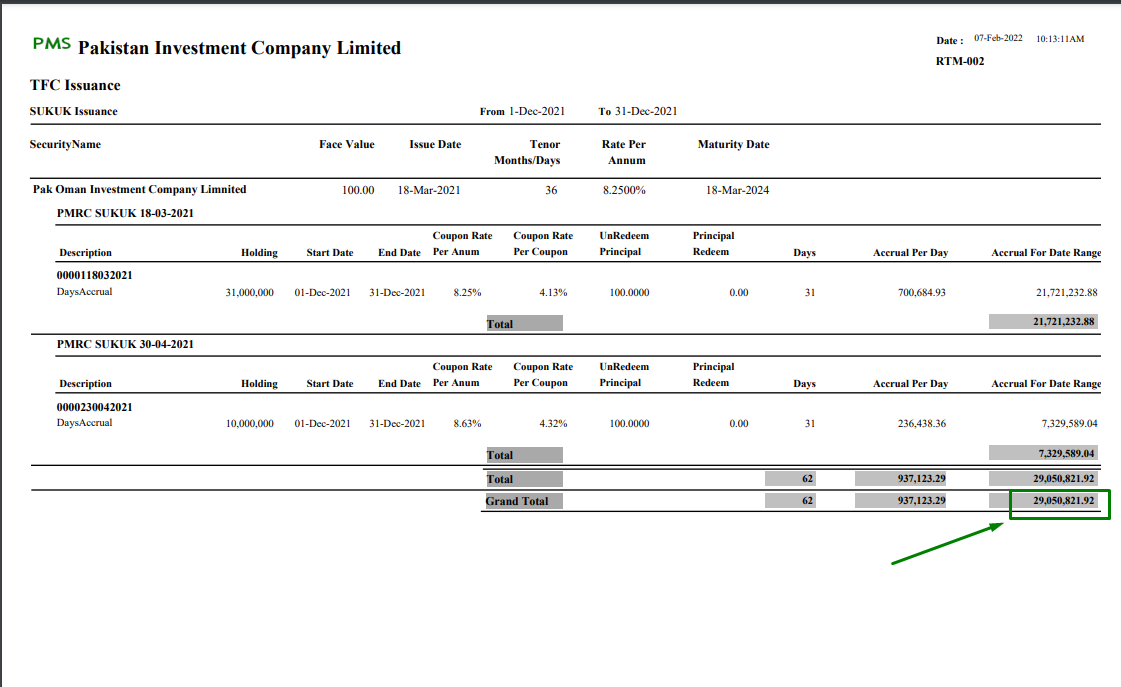 PMS Pakistan Investment Company Limited
Date : 07-Feb-2022 10:13:11AM
RTM-002
TFC Issuance
SUKUK Issuance From 1-Dec-2021 To 31-Dec-2021
SecurityName Face Value Issue Date Tenor Rate Per Maturity Date
Months/Days Annum
Pak Oman Investment Company Limnited 100.00 18-Mar-2021 36 8.2500% 18-Mar-2024
PMRC SUKUK 18-03-2021
Coupon Rate Coupon Rate UnRedeem Principal
Description Holding Start Date End Date Per Anum Per Coupon Principal Redeem Days Accrual Per Day Accrual For Date Range
0000118032021
DaysAccrual 31,000,000 01-Dec-2021 31-Dec-2021 8.25% 4.13% 100.0000 0.00 31 700,684.93 21,721,232.88
Total 21,721,232.88
PMRC SUKUK 30-04-2021
Coupon Rate Coupon Rate UnRedeem Principal
Description Holding Start Date End Date Per Anum Per Coupon Principal Redeem Days Accrual Per Day Accrual For Date Range
0000230042021
DaysAccrual 10,000,000 01-Dec-2021 31-Dec-2021 8.63% 4.32% 100.0000 0.00 31 236,438.36 7,329,589.04
Total 7,329,589.04
Total 62 937,123.29 29,050,821.92
Grand Total 62 937,123.29 29,050,821.92